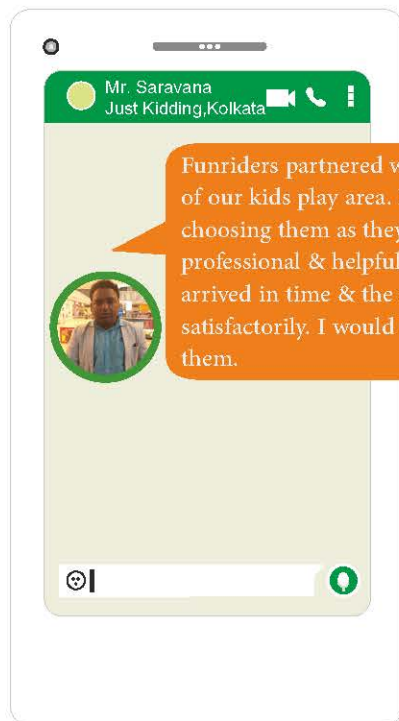 Mr. Saravana
Just Kidding,Kolkata
Funriders partnered
of our kids play area.
choosing them as they
professional & helpful
arrived in time & the
satisfactorily. I would
them.